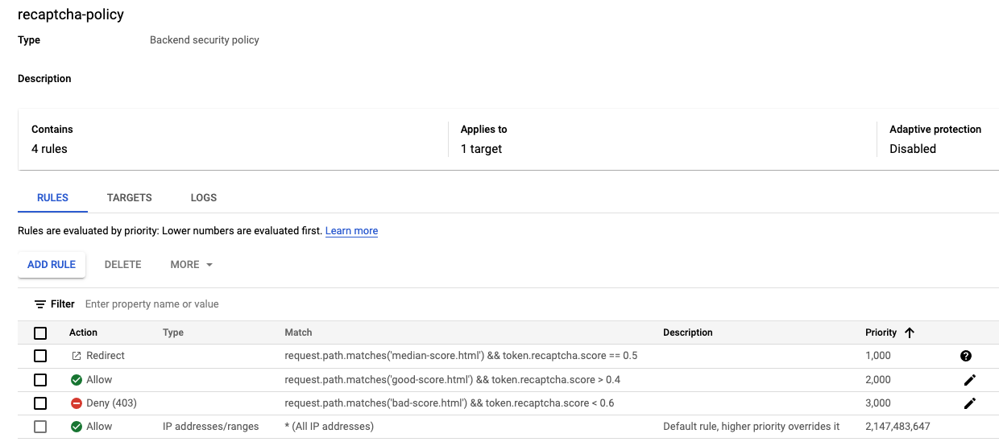 recaptcha-policy
Type Backend security policy
Description
Contains Applies to Adaptive protection
4 rules 1 target Disabled
RULES TARGETS LOGS
Rules are evaluated by priority: Lower numbers are evaluated first. Learn more
ADD RULE DELETE MORE
Filter Enter property name or value
Action Type Match Description Priority
Redirect request.path.matches('median-score.html') && token.recaptcha.score == 0.5 1,000
Allow request.path.matches('good-score.html') && token.recaptcha.score > 0.4 2,000
Deny (403) request.path.matches('bad-score.html') && token.recaptcha.score < 0.6 3,000
Allow IP addresses/ranges * (All IP addresses) Default rule, higher priority overrides it 2,147,483,647